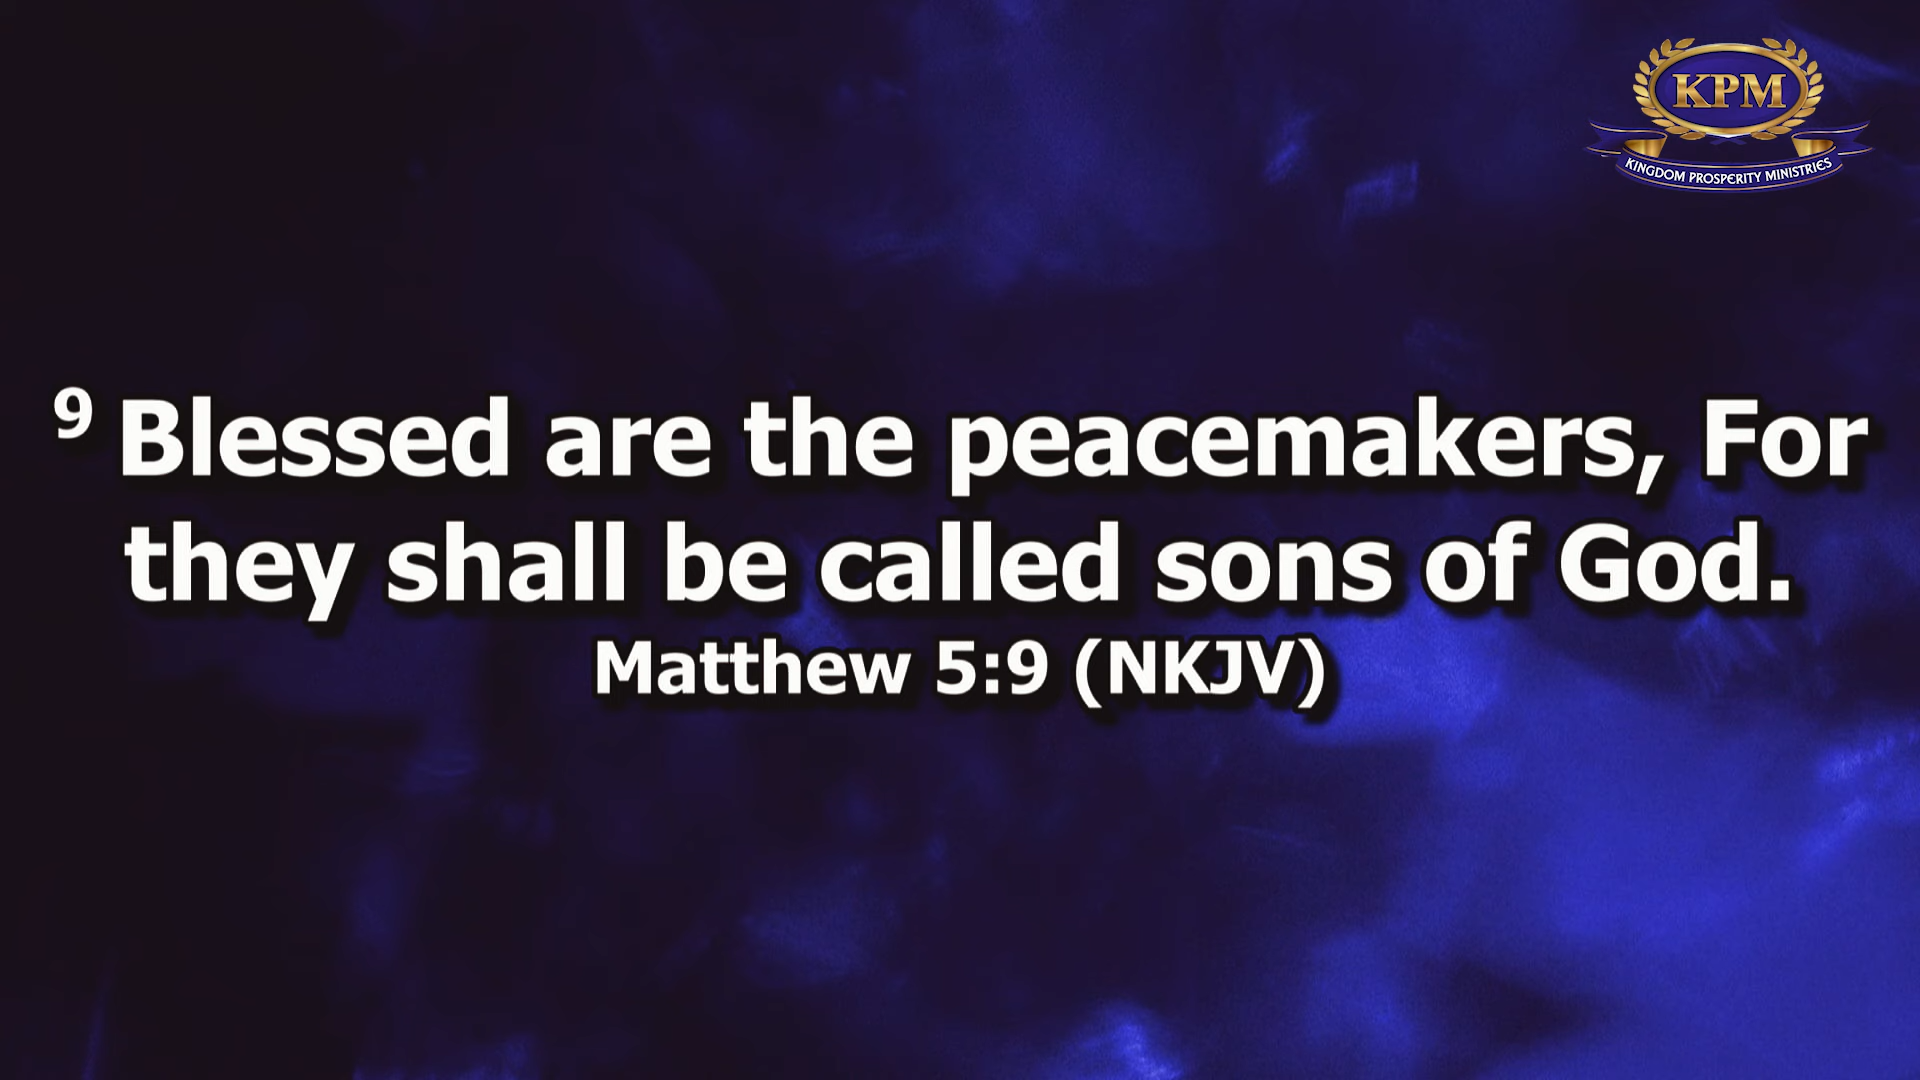 KPM
KINGDOM PROSPERITY MINISTRIES
9 Blessed are the peacemakers, For
they shall be called sons of God.
Matthew 5:9 (NKJV)